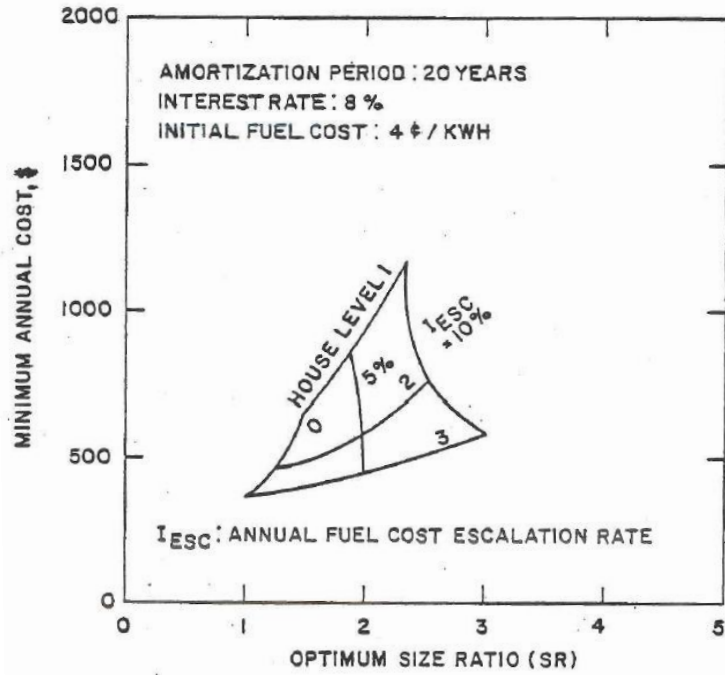 2000
AMORTIZATION PERIOD: 20 YEARS
INTEREST RATE: 8 %
INITIAL FUEL COST: 4 ¢ / KWH
1500
MINIMUM ANNUAL COST, $
1000
HOUSE LEVEL 1
I ESC
= 10%
5%
2
0
3
500
I ESC : ANNUAL FUEL COST ESCALATION RATE
0
0 1 2 3 4 5
OPTIMUM SIZE RATIO (SR)